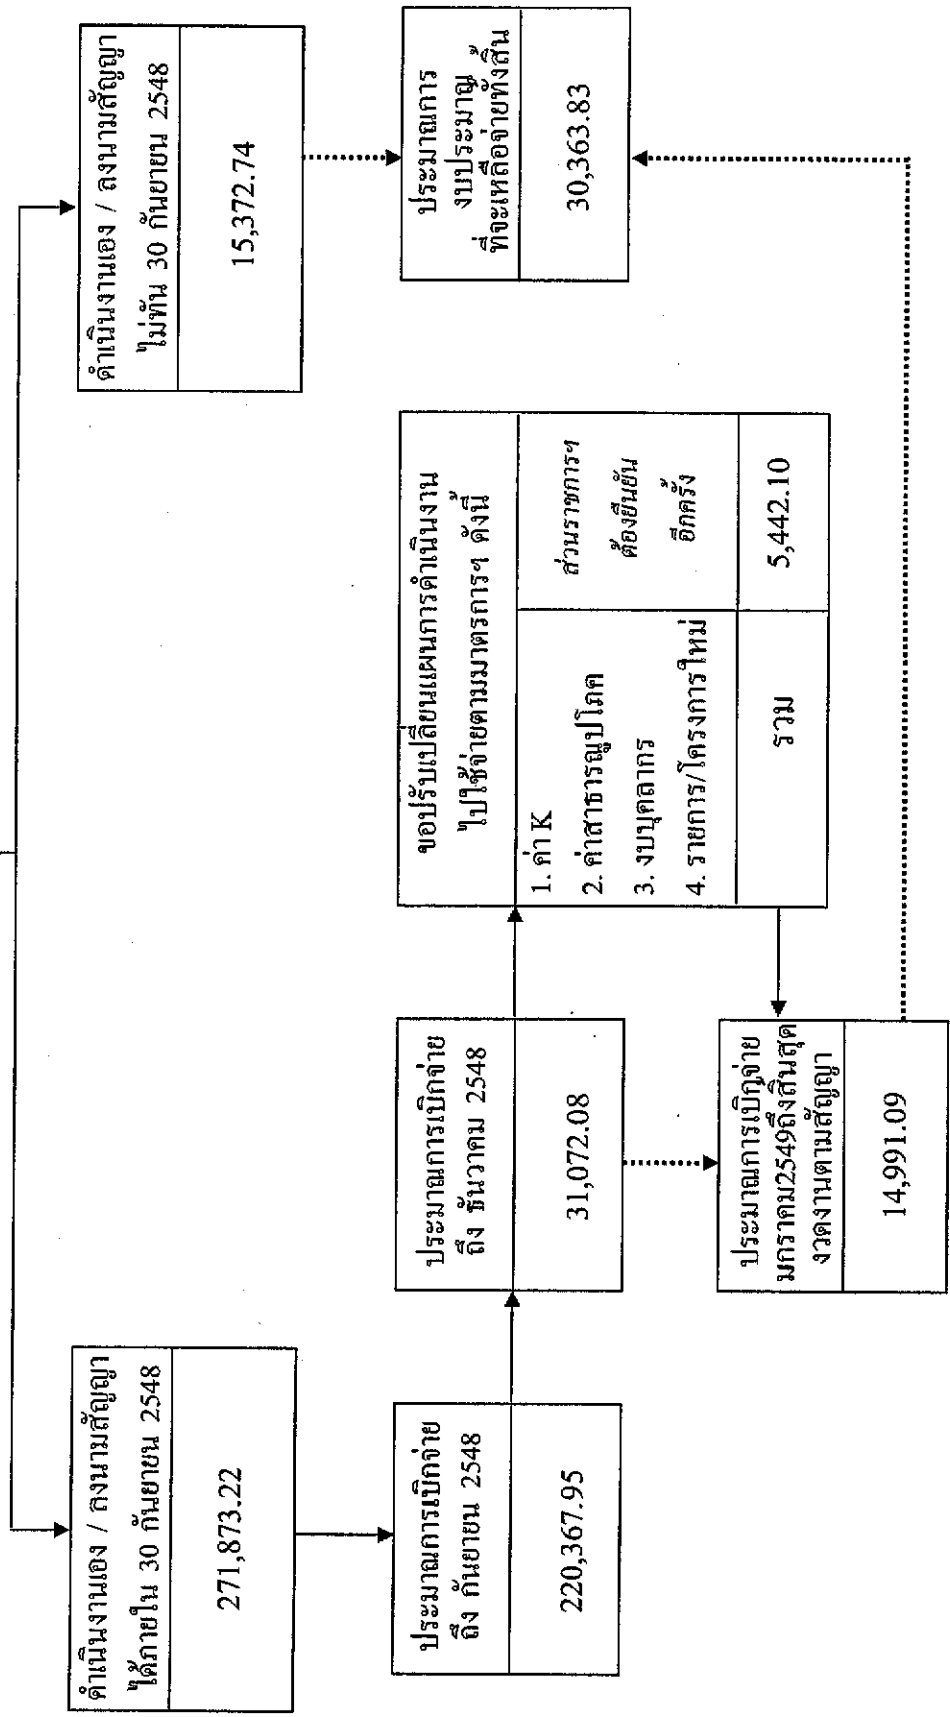 ดำเนินงานเอง / ลงนามสัญญา
ได้ภายใน 30 กันยายน 2548
271,873.22
ดำเนินงานเอง / ลงนามสัญญา
ไม่ทัน 30 กันยายน 2548
15,372.74
ประมาณการเบิกจ่าย
ถึง กันยายน 2548
220,367.95
ประมาณการเบิกจ่าย
ถึง ธันวาคม 2548
31,072.08
ขอปรับเปลี่ยนแผนการดำเนินงาน
ไปใช้จ่ายตามมาตรการฯ ดังนี้
1. ค่า K
2. ค่าสาธารณูปโภค
3. งบบุคลากร
4. รายการ/โครงการใหม่
ส่วนราชการฯ
ต้องยืนยัน
อีกครั้ง
รวม
5,442.10
ประมาณการ
งบประมาณ
ที่จะเหลือจ่ายทั้งสิ้น
30,363.83
ประมาณการเบิกจ่าย
มกราคม2549ถึงสิ้นสุด
งวดงานตามสัญญา
14,991.09